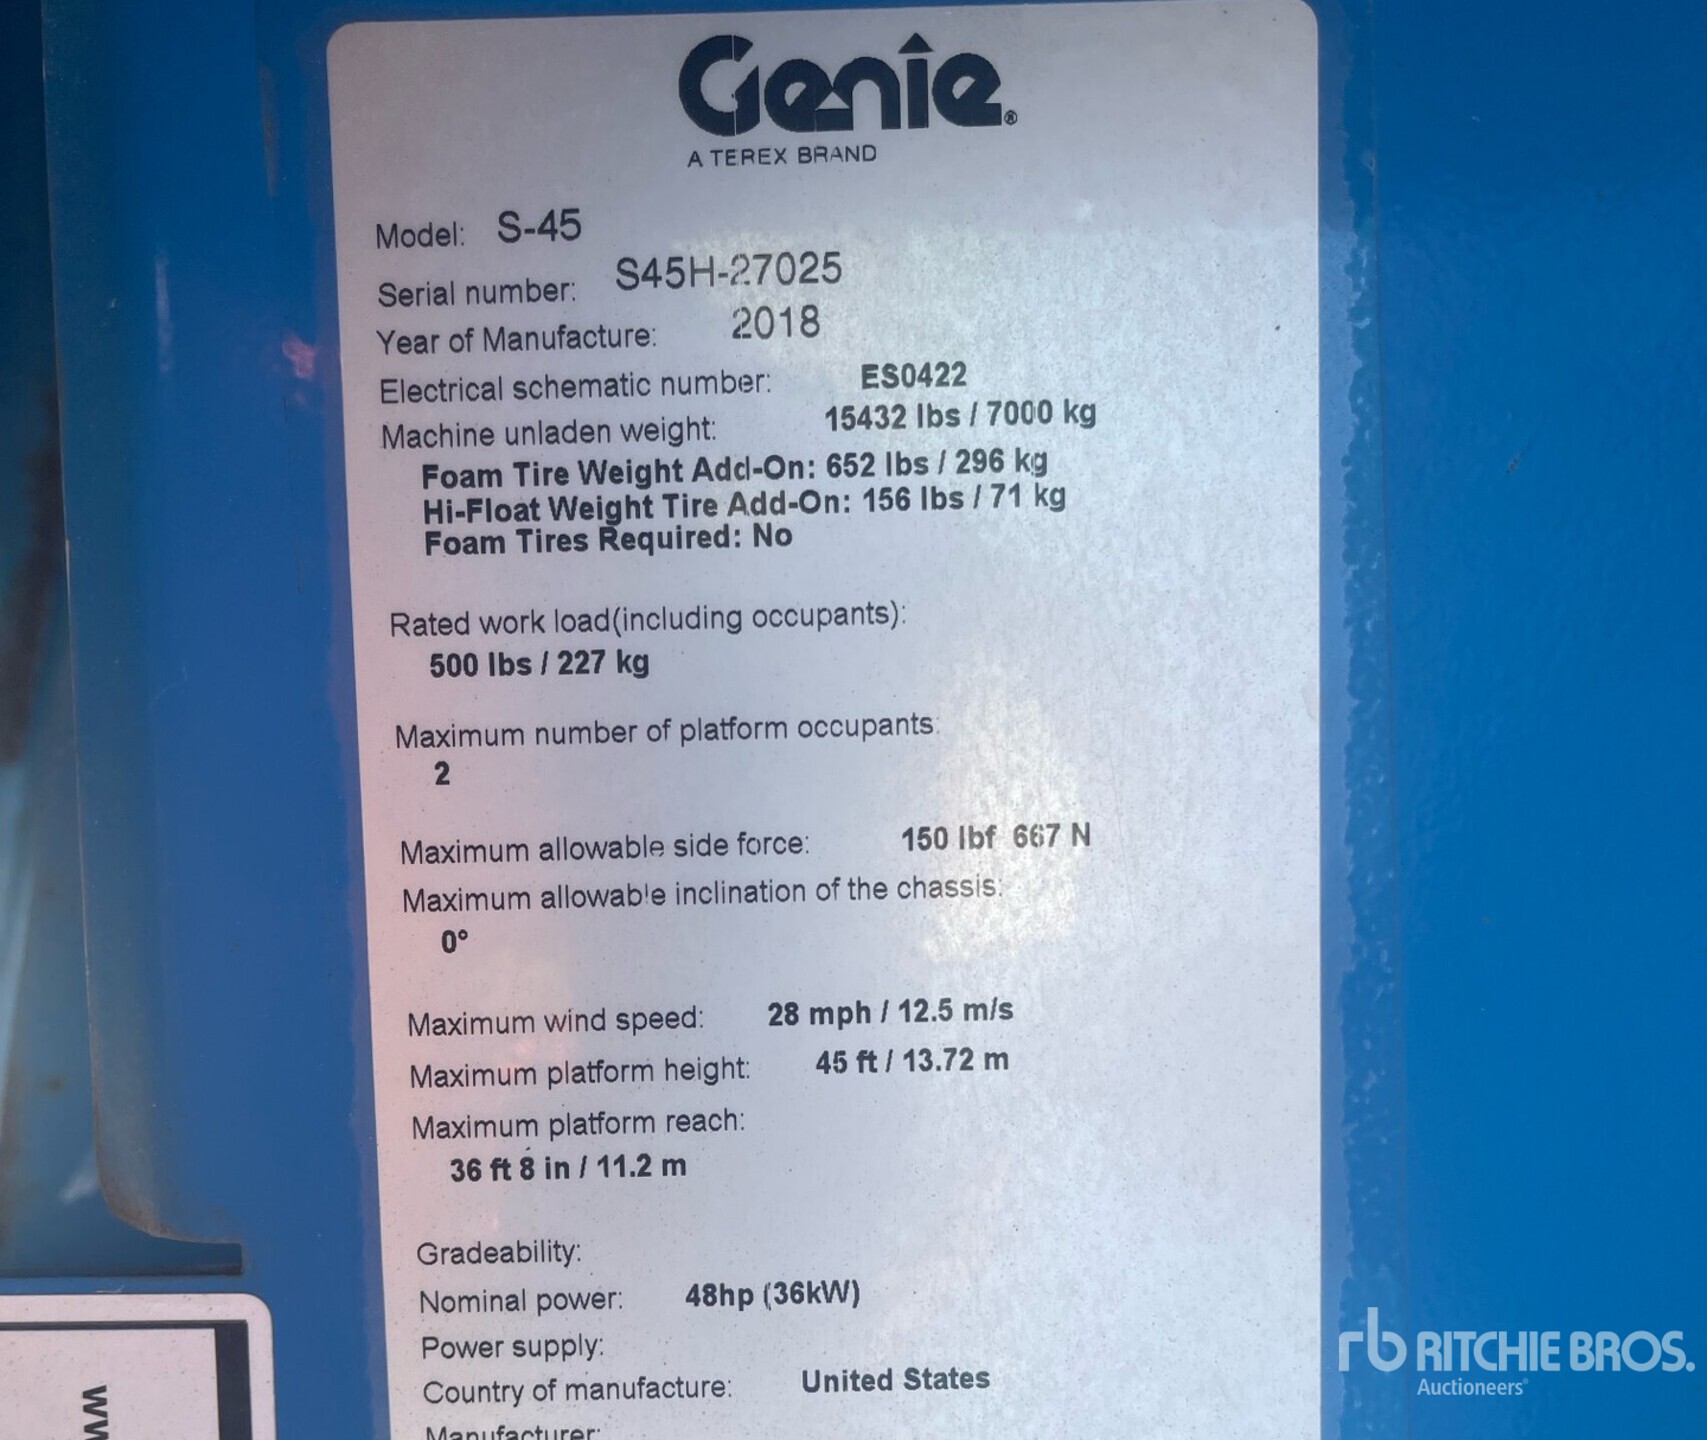 Genie®
A TEREX BRAND
Model: S-45
Serial number: S45H-27025
Year of Manufacture: 2018
Electrical schematic number: ES0422
Machine unladen weight: 15432 lbs / 7000 kg
Foam Tire Weight Add-On: 652 lbs / 296 kg
Hi-Float Weight Tire Add-On: 156 lbs / 71 kg
Foam Tires Required: No
Rated work load(including occupants):
500 lbs / 227 kg
Maximum number of platform occupants:
2
Maximum allowable side force: 150 lbf 667 N
Maximum allowable inclination of the chassis:
0°
Maximum wind speed: 28 mph / 12.5 m/s
Maximum platform height: 45 ft / 13.72 m
Maximum platform reach:
36 ft 8 in / 11.2 m
Gradeability:
Nominal power: 48hp (36kW)
Power supply:
Country of manufacture: United States
Manufacturer:
rb RITCHIE BROS.
Auctioneers